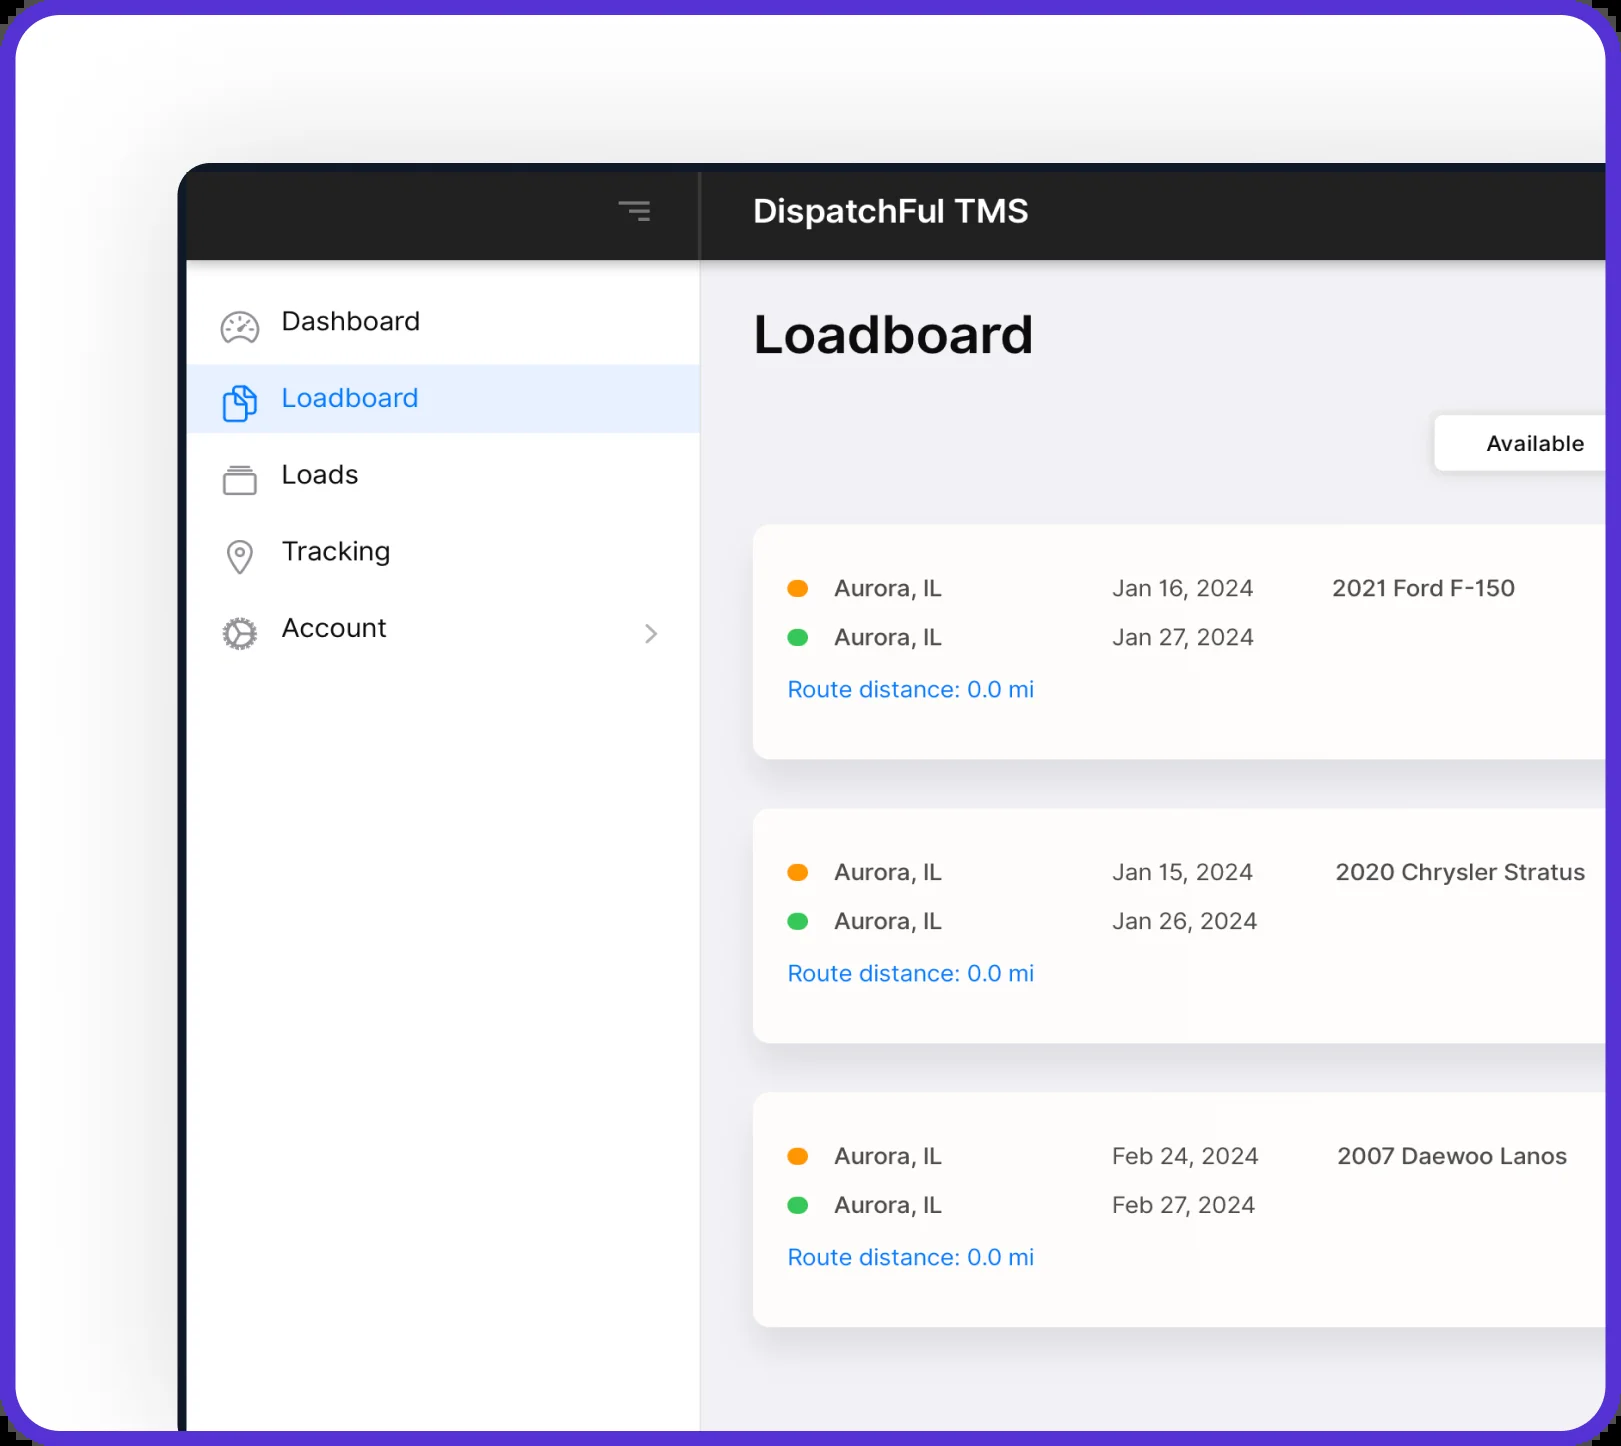 DispatchFul TMS
Dashboard
Loadboard
Loads
Tracking
Account
Loadboard
Available
Aurora, IL Jan 16, 2024 2021 Ford F-150
Aurora, IL Jan 27, 2024
Route distance: 0.0 mi
Aurora, IL Jan 15, 2024 2020 Chrysler Stratus
Aurora, IL Jan 26, 2024
Route distance: 0.0 mi
Aurora, IL Feb 24, 2024 2007 Daewoo Lanos
Aurora, IL Feb 27, 2024
Route distance: 0.0 mi